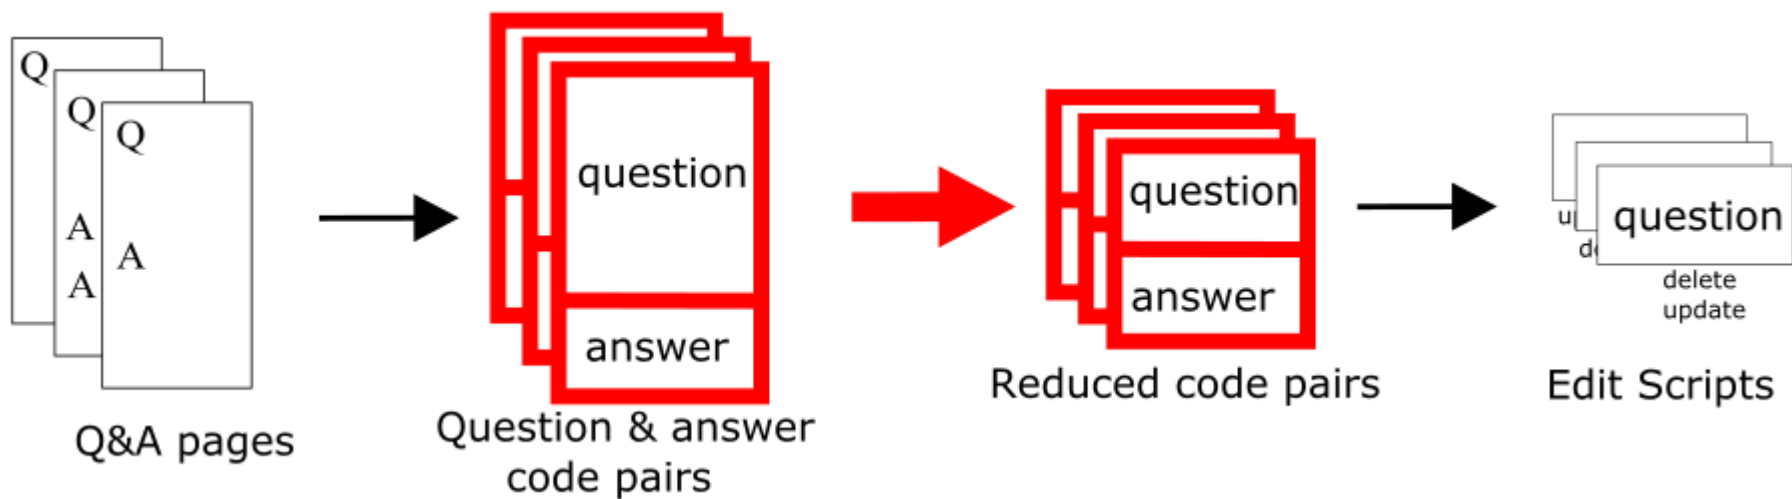 Q
Q
Q
A
A
A
Q&A pages
question
answer
Question & answer
code pairs
question
answer
Reduced code pairs
question
delete
update
Edit Scripts